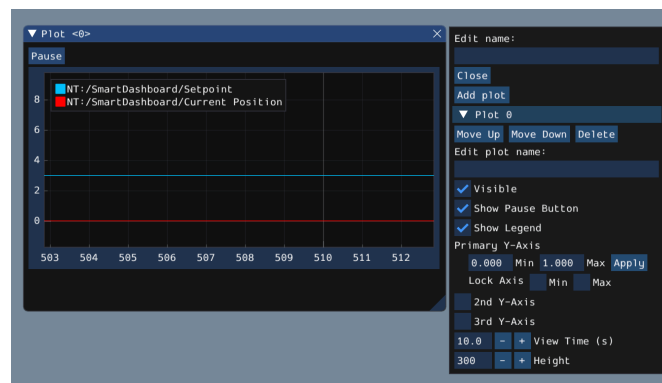 Plot <0>
Pause
NT:/SmartDashboard/Setpoint
NT:/SmartDashboard/Current Position
8
6
4
2
0
503 504 505 506 507 508 509 510 511 512
Edit name:
Close
Add plot
Plot 0
Move Up Move Down Delete
Edit plot name:
Visible
Show Pause Button
Show Legend
Primary Y-Axis
0.000 Min 1.000 Max Apply
Lock Axis Min Max
2nd Y-Axis
3rd Y-Axis
10.0 - + View Time (s)
300 - + Height